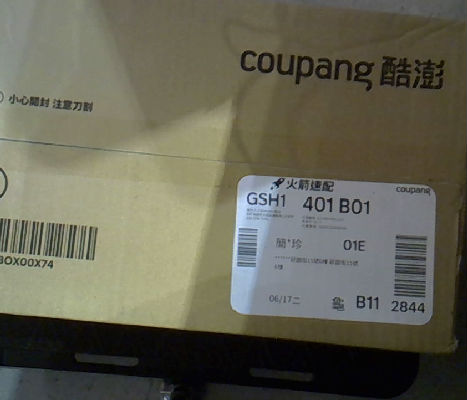 coupang 酷澎
小心開封 注意刀割
火箭速配
coupang
GSH1 401 B01
簡*珍 01E
06/17二
B11 2844
BOX00X74